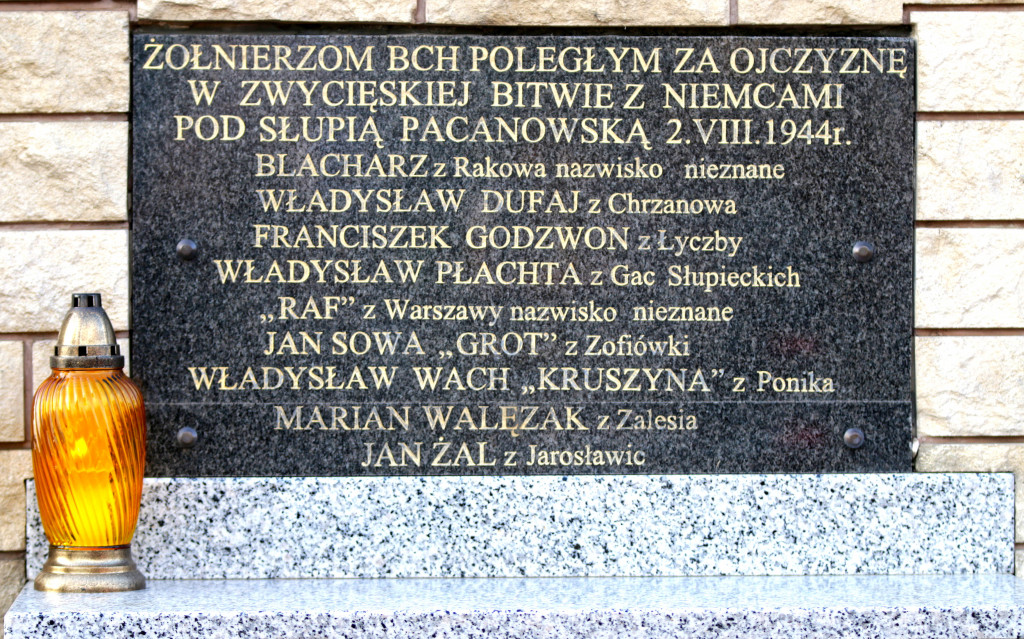 ŻOŁNIERZOM BCH POLEGŁYM ZA OJCZYZNĘ
W ZWYCIĘSKIEJ BITWIE Z NIEMCAMI
POD SŁUPIĄ PACANOWSKĄ 2.VIII.1944r.
BLACHARZ z Rakowa nazwisko nieznane
WŁADYSŁAW DUFAJ z Chrzanowa
FRANCISZEK GODZWON z Łyczby
WŁADYSŁAW PŁACHTA z Gac Słupieckich
„RAF” z Warszawy nazwisko nieznane
JAN SOWA „GROT” z Zofiówki
WŁADYSŁAW WACH „KRUSZYNA” z Ponika
MARIAN WALĘZAK z Zalesia
JAN ŻAL z Jarosławic